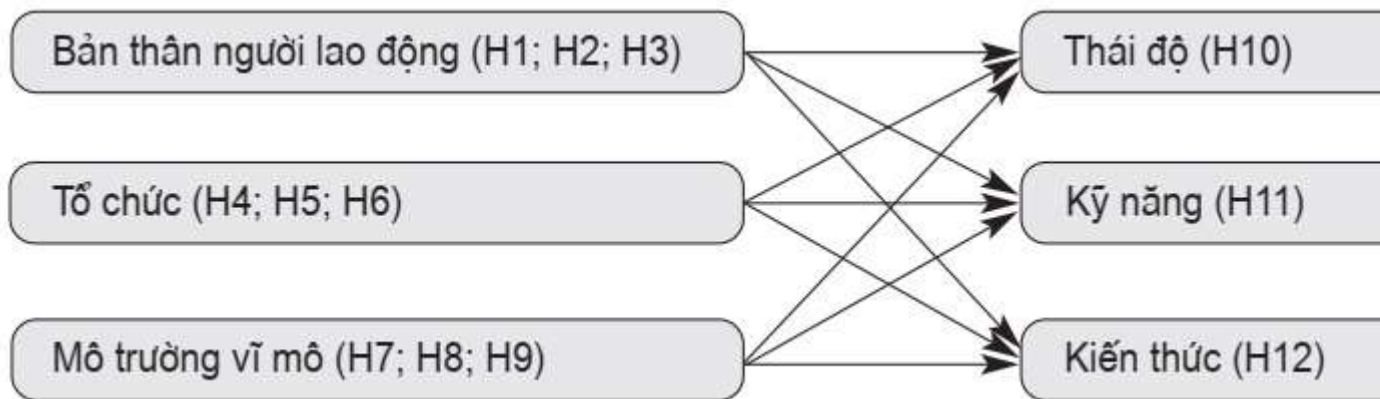 Bản thân người lao động (H1; H2; H3)
Thái độ (H10)
Tổ chức (H4; H5; H6)
Kỹ năng (H11)
Mô trường vĩ mô (H7; H8; H9)
Kiến thức (H12)